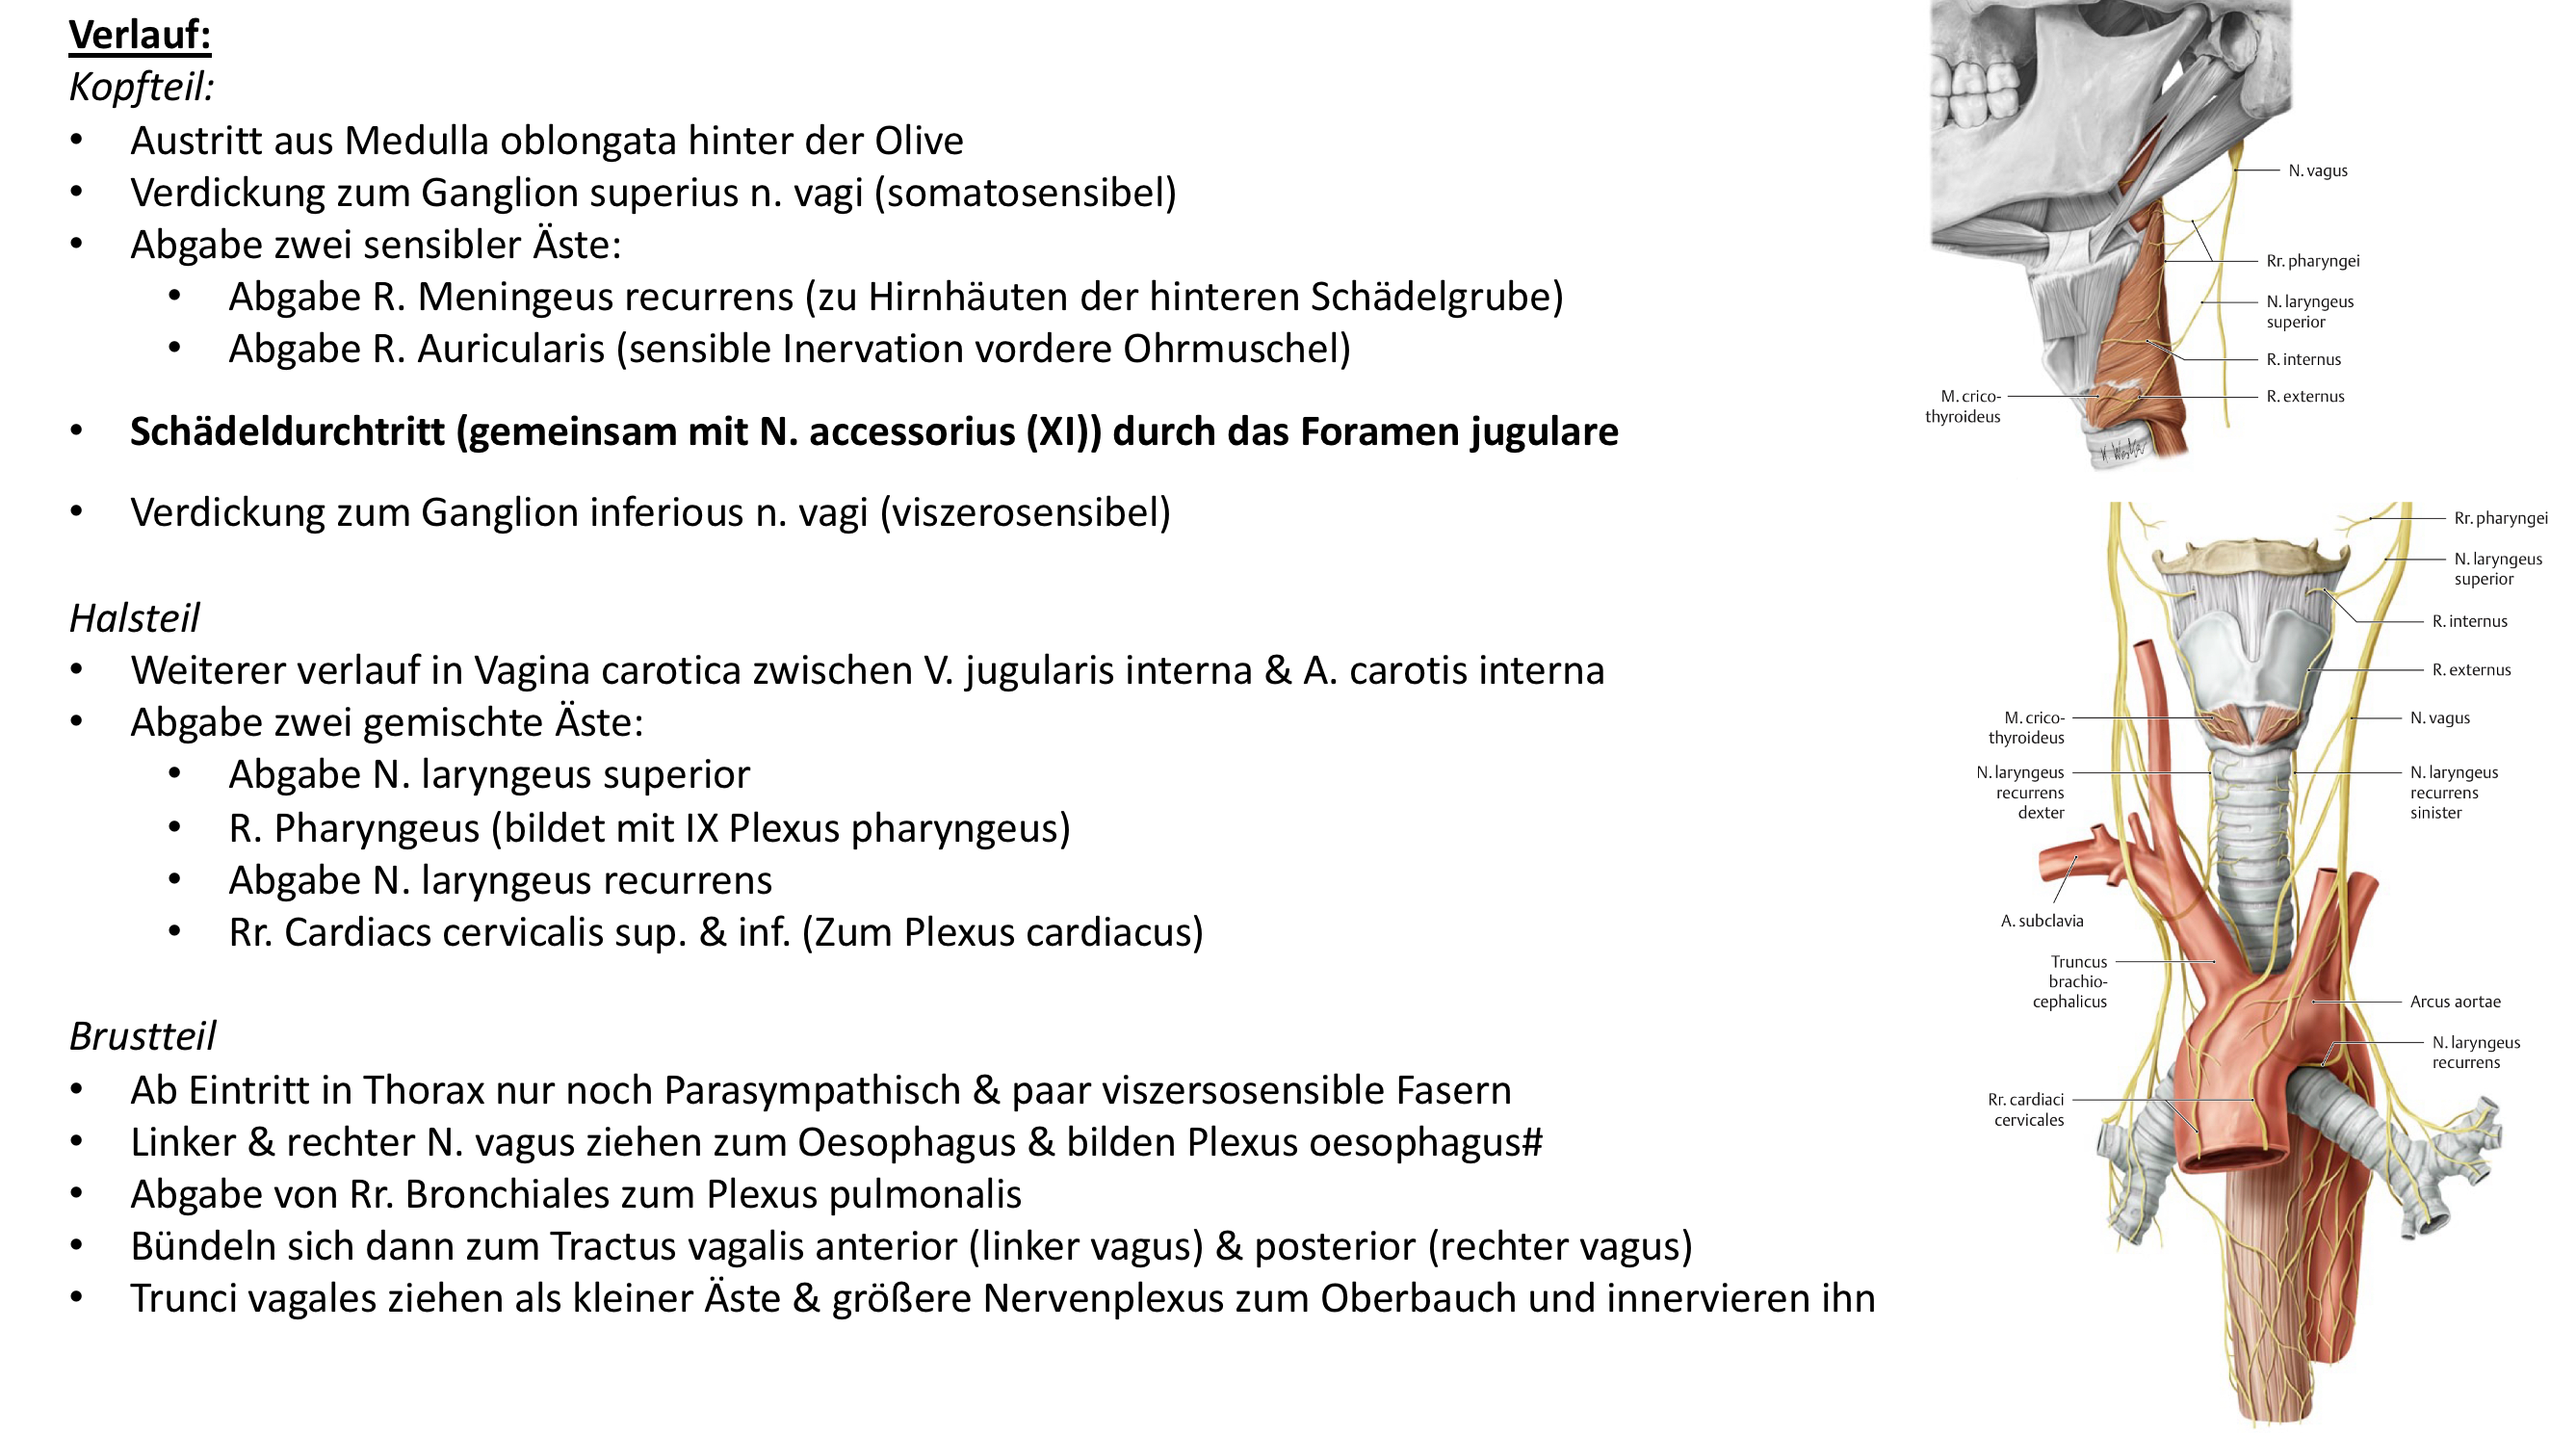 Verlauf:
Kopfteil:
• Austritt aus Medulla oblongata hinter der Olive
• Verdickung zum Ganglion superius n. vagi (somatosensibel)
• Abgabe zwei sensibler Äste:
• Abgabe R. Meningeus recurrens (zu Hirnhäuten der hinteren Schädelgrube)
• Abgabe R. Auricularis (sensible Inervation vordere Ohrmuschel)
• Schädeldurchtritt (gemeinsam mit N. accessorius (XI)) durch das Foramen jugulare
• Verdickung zum Ganglion inferious n. vagi (viszerosensibel)
Halsteil
• Weiterer verlauf in Vagina carotica zwischen V. jugularis interna & A. carotis interna
• Abgabe zwei gemischte Äste:
• Abgabe N. laryngeus superior
• R. Pharyngeus (bildet mit IX Plexus pharyngeus)
• Abgabe N. laryngeus recurrens
• Rr. Cardiacs cervicalis sup. & inf. (Zum Plexus cardiacus)
Brustteil
• Ab Eintritt in Thorax nur noch Parasympathisch & paar viszersosensible Fasern
• Linker & rechter N. vagus ziehen zum Oesophagus & bilden Plexus oesophagus#
• Abgabe von Rr. Bronchiales zum Plexus pulmonalis
• Bündeln sich dann zum Tractus vagalis anterior (linker vagus) & posterior (rechter vagus)
• Trunci vagales ziehen als kleiner Äste & größere Nervenplexus zum Oberbauch und innervieren ihn
N. vagus
Rr. pharyngei
N. laryngeus
superior
R. internus
R. externus
M. crico-
thyroideus
Rr. pharyngei
N. laryngeus
superior
R. internus
R. externus
M. crico-
thyroideus
N. vagus
N. laryngeus
recurrens
dexter
N. laryngeus
recurrens
sinister
A. subclavia
Truncus
brachio-
cephalicus
Arcus aortae
N. laryngeus
recurrens
Rr. cardiaci
cervicales